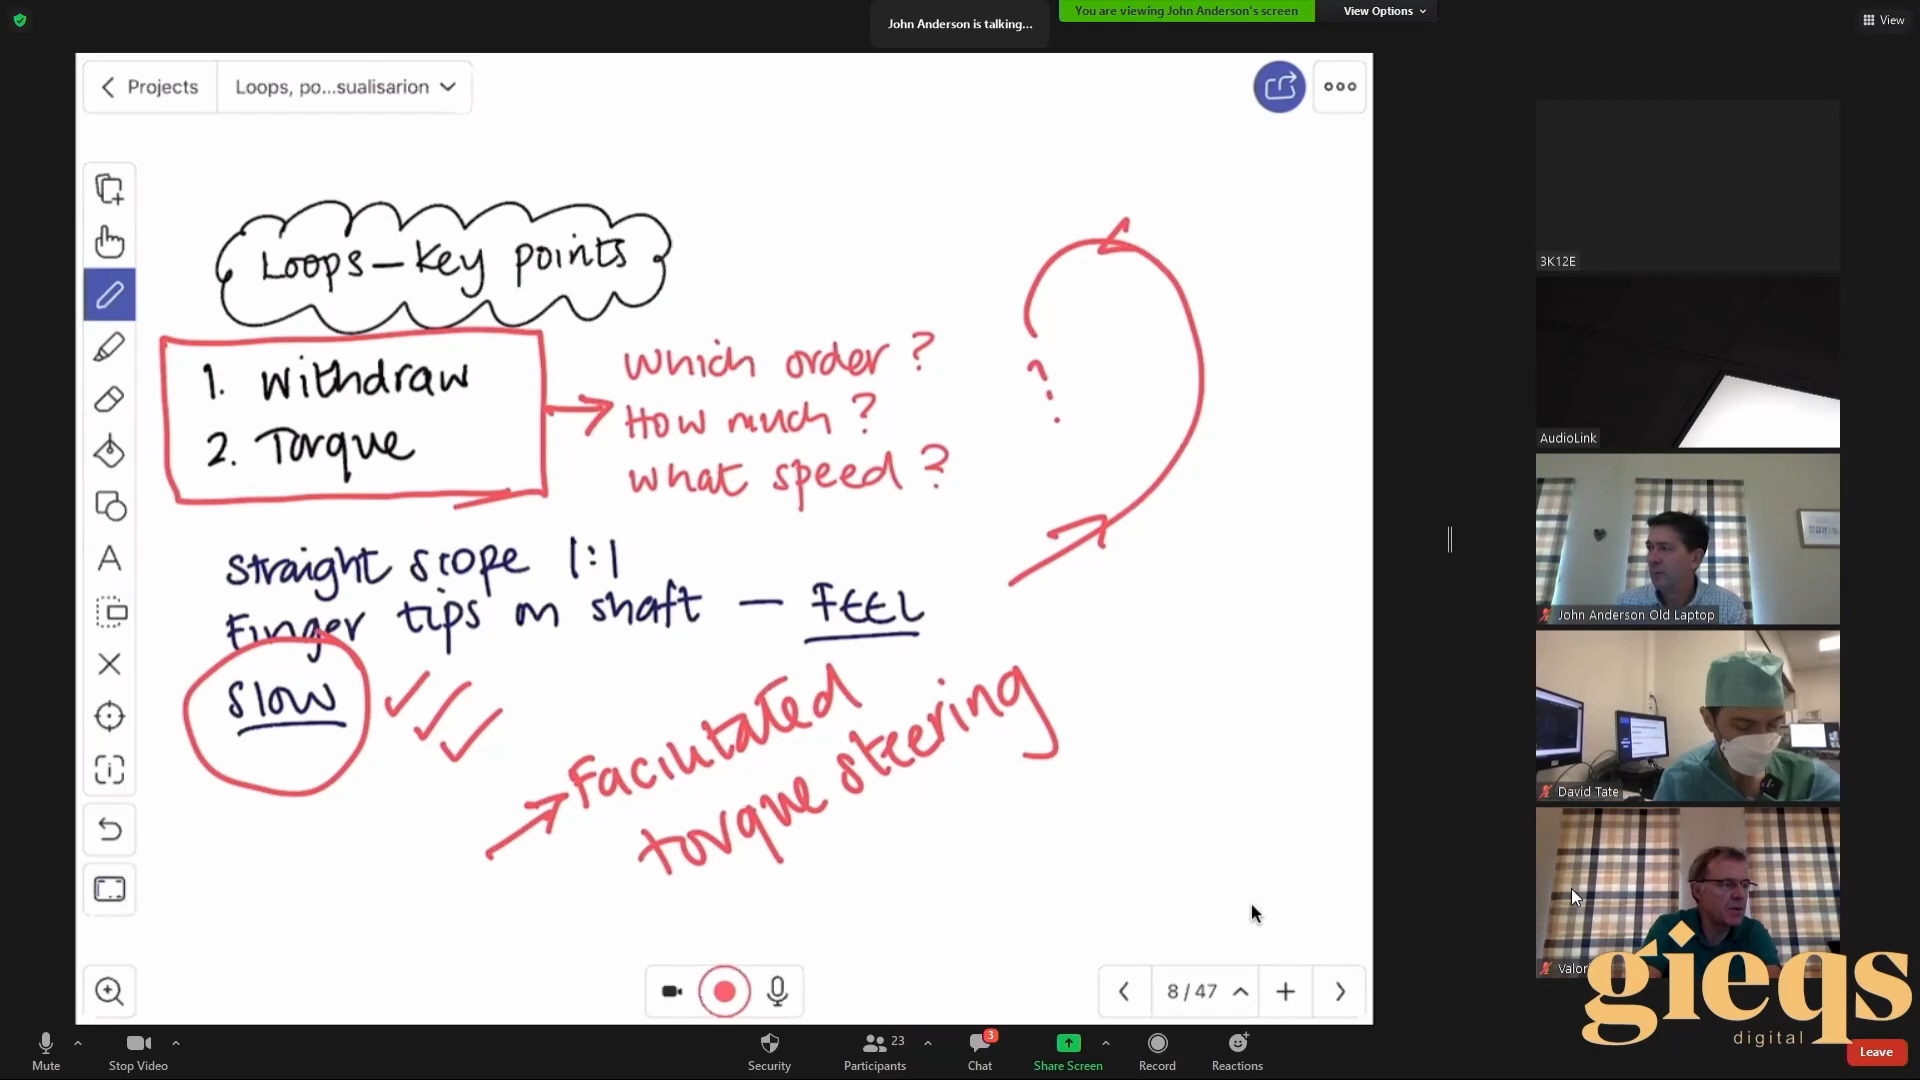 John Anderson is talking...
You are viewing John Anderson's screen
View Options
View
Projects
Loops, po...sualisarion
Loops - Key points
1. Withdraw
2. Torque
Which order ?
How much ?
What speed ?
Straight scope 1:1
Finger tips on shaft — FEEL
Slow
Facilitated
torque steering
8 / 47
3K12E
AudioLink
John Anderson Old Laptop
David Tate
Valor
gieqs
digital
Mute
Stop Video
Security
Participants
23
Chat
3
Share Screen
Record
Reactions
Leave